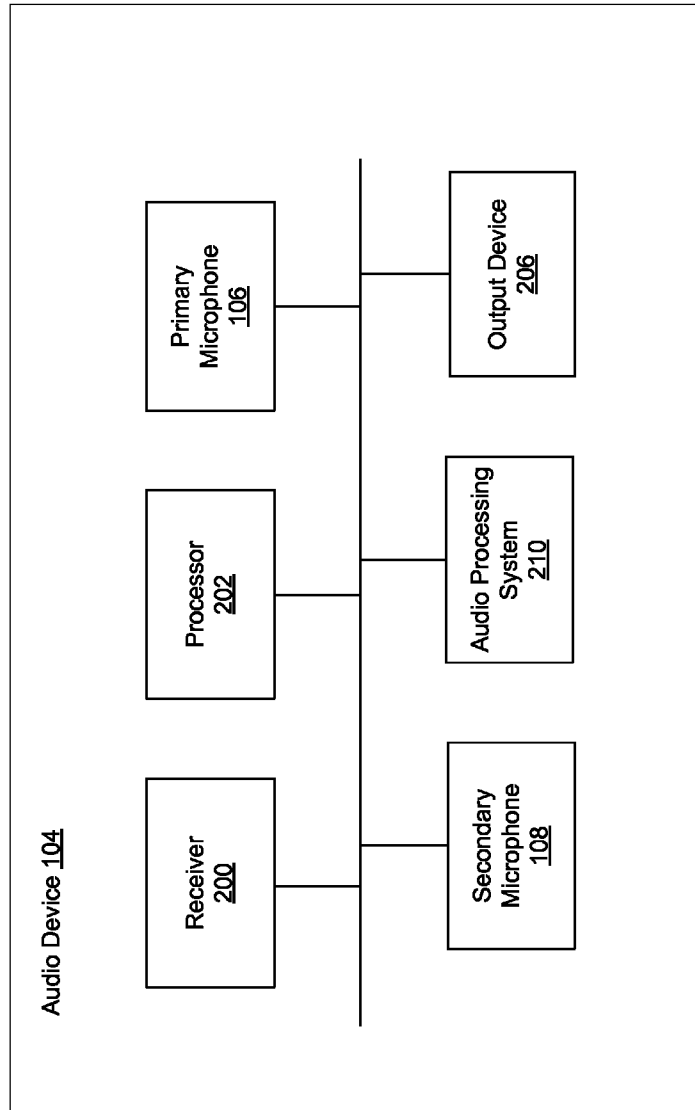 Audio Device 104
Receiver
200
Processor
202
Primary
Microphone
106
Secondary
Microphone
108
Audio Processing
System
210
Output Device
206